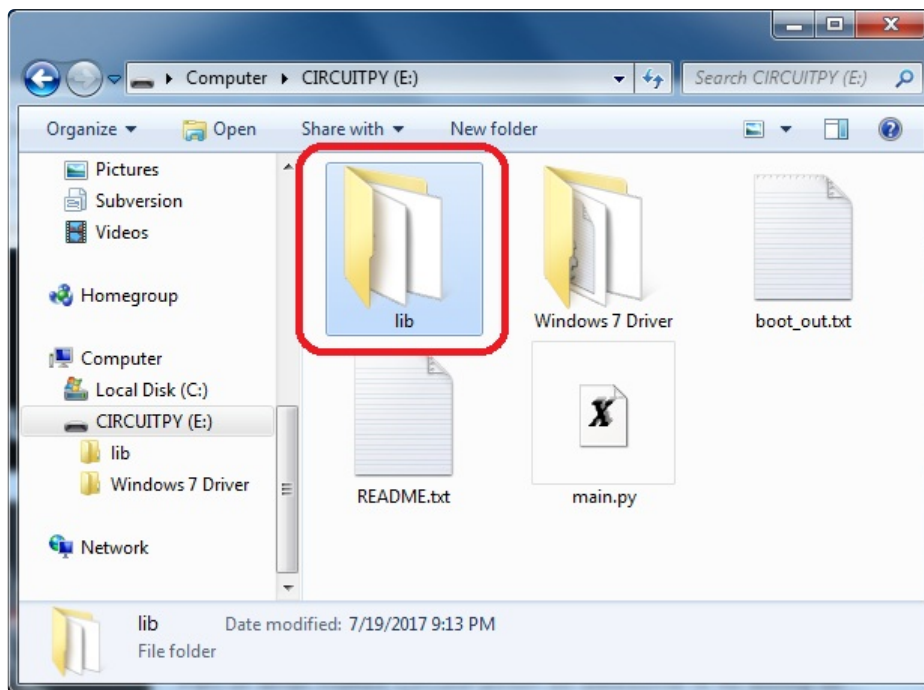 Computer CIRCUITPY (E:) Search CIRCUITPY (E:)
Organize Open Share with New folder
Pictures
Subversion
Videos
Homegroup
Computer
Local Disk (C:)
CIRCUITPY (E:)
lib
Windows 7 Driver
Network
lib
Windows 7 Driver
boot_out.txt
README.txt
main.py
lib Date modified: 7/19/2017 9:13 PM
File folder